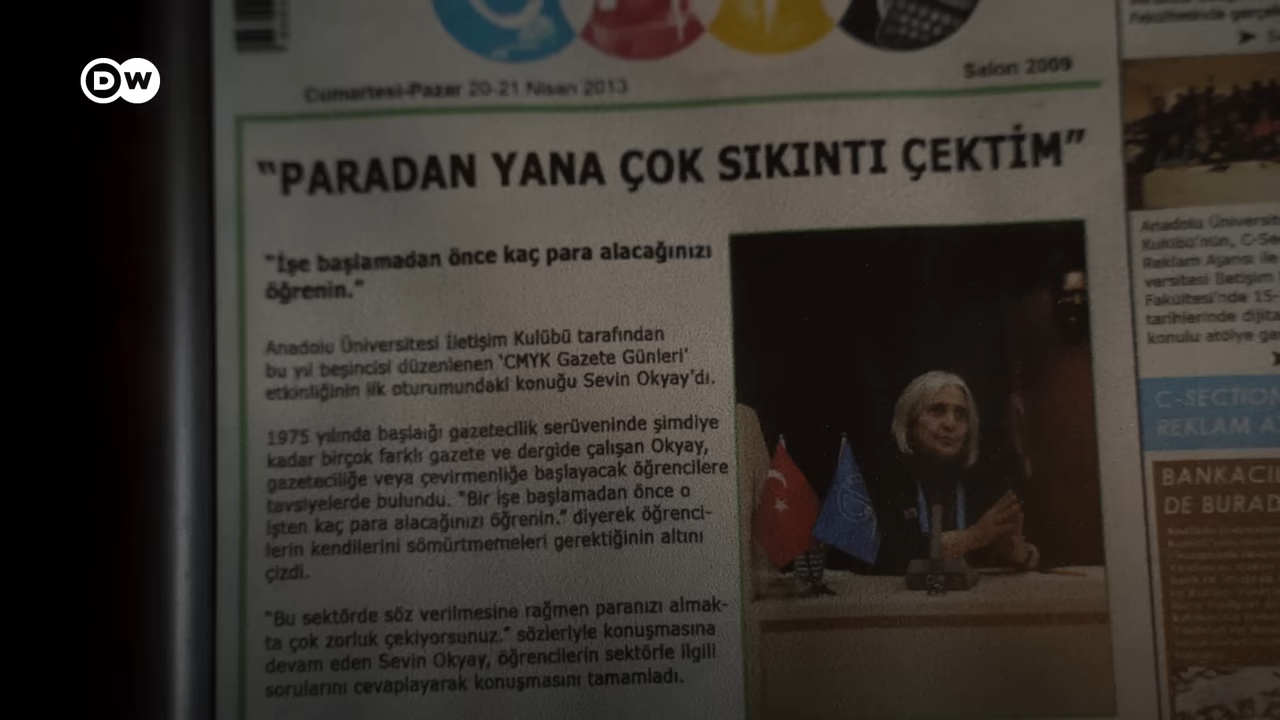 DW
Salon 2009
Cumartesi-Pazar 20-21 Nisan 2013
"PARADAN YANA ÇOK SIKINTI ÇEKTİM"
"İşe başlamadan önce kaç para alacağınızı
öğrenin."
Anadolu Üniversitesi İletişim Kulübü tarafından
bu yıl beşincisi düzenlenen 'CMYK Gazete Günleri'
etkinliğinin ilk oturumundaki konuğu Sevin Okyay'dı.
1975 yılında başladığı gazetecilik serüveninde şimdiye
kadar birçok farklı gazete ve dergide çalışan Okyay,
gazeteciliğe veya çevirmenliğe başlayacak öğrencilere
tavsiyelerde bulundu. "Bir işe başlamadan önce o
işten kaç para alacağınızı öğrenin." diyerek öğrenci-
lerin kendilerini sömürtmemeleri gerektiğinin altını
çizdi.
"Bu sektörde söz verilmesine rağmen paranızı almak-
ta çok zorluk çekiyorsunuz." sözleriyle konuşmasına
devam eden Sevin Okyay, öğrencilerin sektörle ilgili
sorularını cevaplayarak konuşmasını tamamladı.
Anadolu Üniversit
Kulübü'nün, C-Se
Reklam Ajansı ile
versitesi İletişim
Fakültesi'nde 15-
tarihlerinde dijita
konulu atölye ge
C-SECTION
REKLAM A
BANKACI
DE BURAD